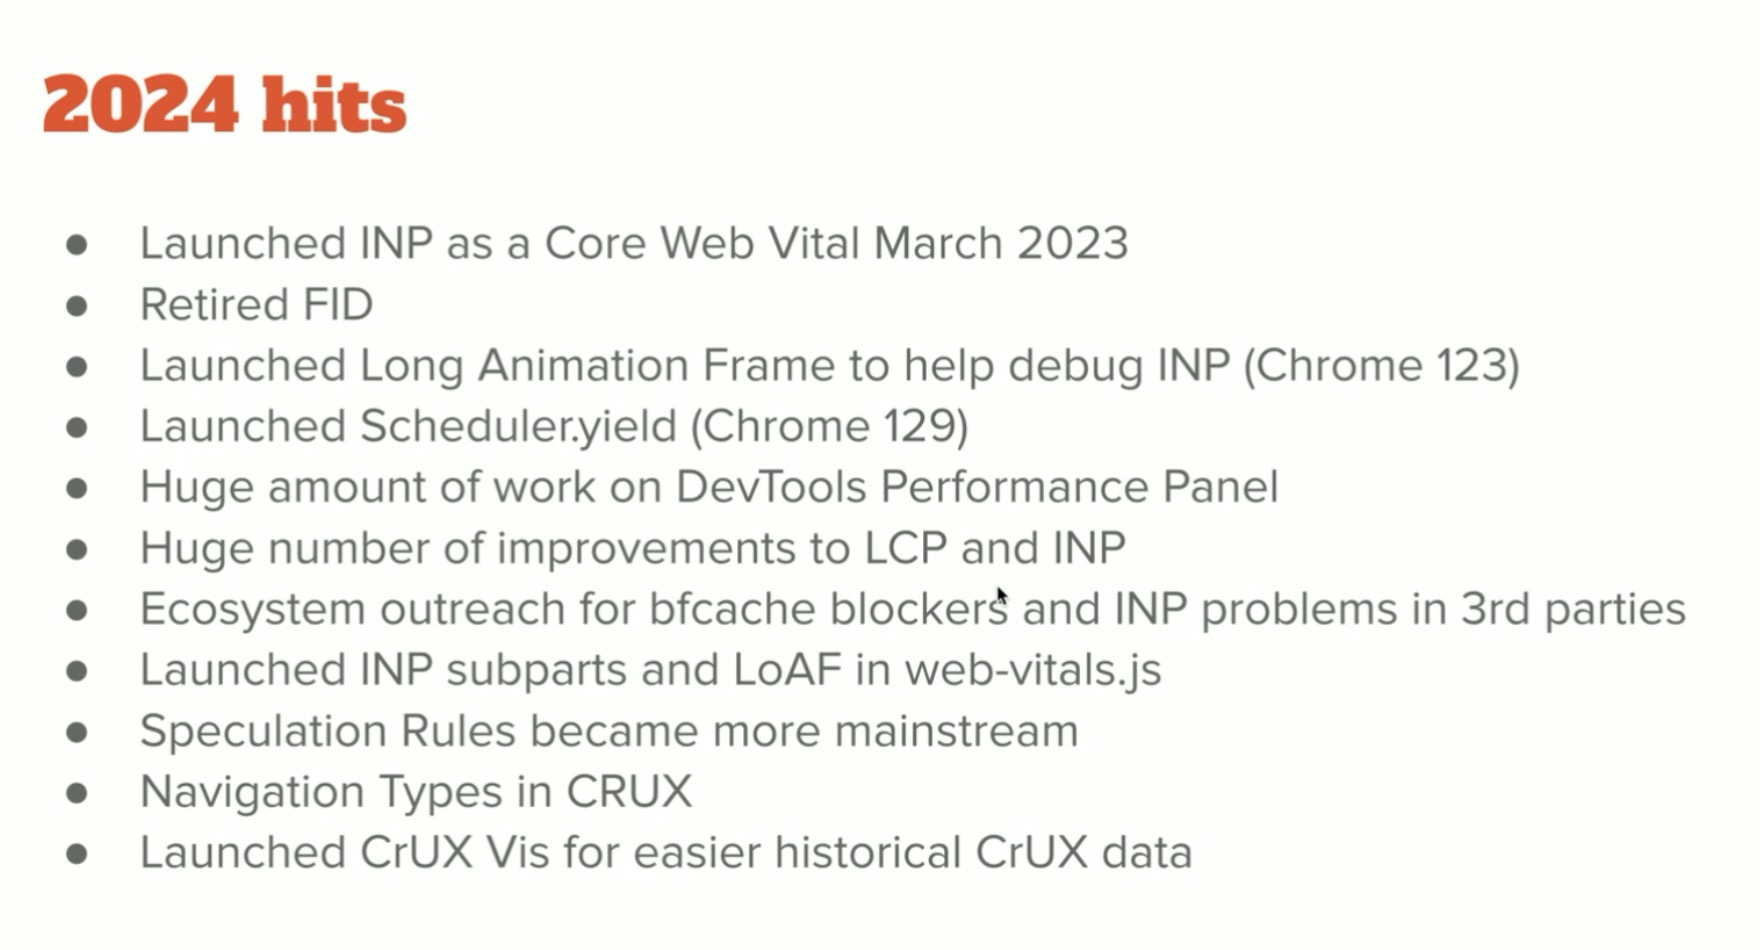 2024 hits
● Launched INP as a Core Web Vital March 2023
● Retired FID
● Launched Long Animation Frame to help debug INP (Chrome 123)
● Launched Scheduler.yield (Chrome 129)
● Huge amount of work on DevTools Performance Panel
● Huge number of improvements to LCP and INP
● Ecosystem outreach for bfcache blockers and INP problems in 3rd parties
● Launched INP subparts and LoAF in web-vitals.js
● Speculation Rules became more mainstream
● Navigation Types in CRUX
● Launched CrUX Vis for easier historical CrUX data